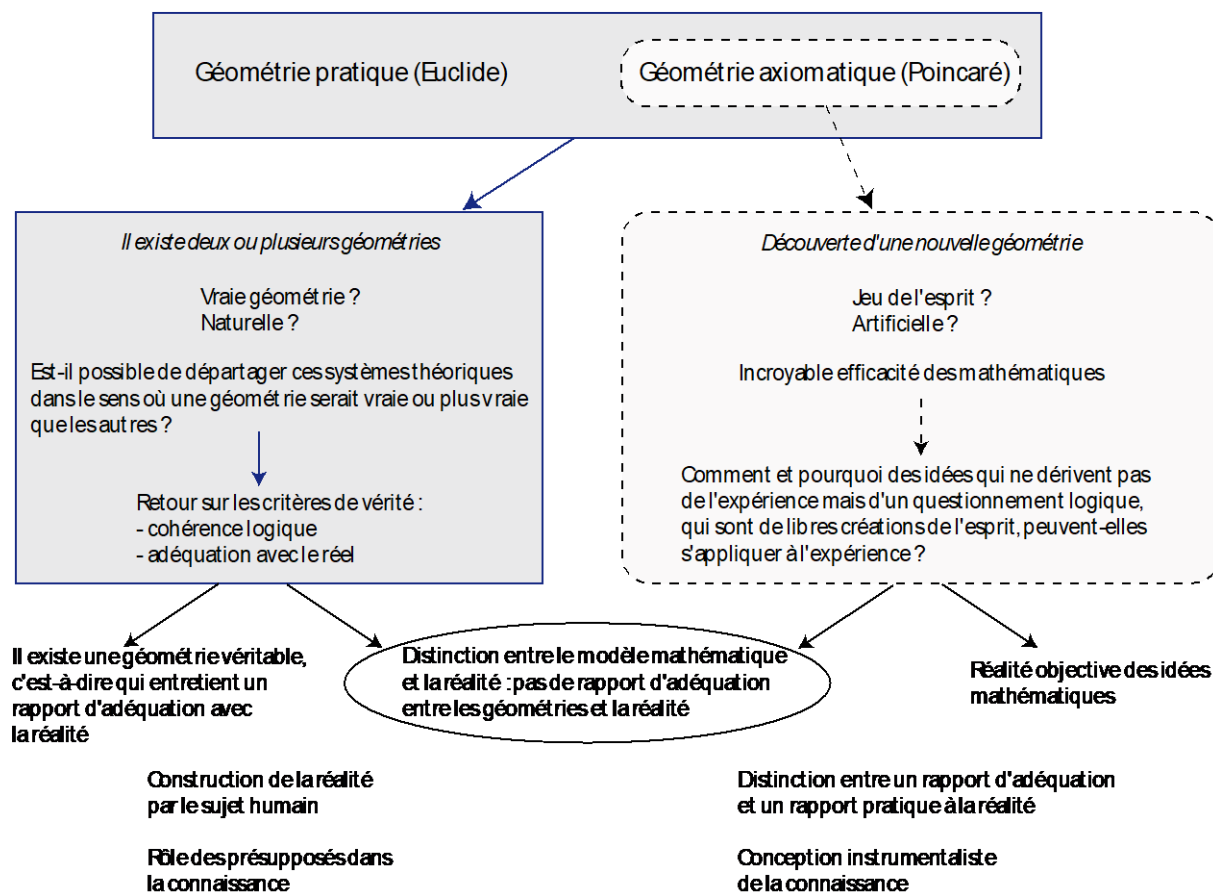 Géométrie pratique (Euclide)
Géométrie axiomatique (Poincaré)
Il existe deux ou plusieurs géométries
Vraie géométrie ?
Naturelle ?
Est-il possible de départager ces systèmes théoriques
dans le sens où une géométrie serait vraie ou plus vraie
que les autres ?
Retour sur les critères de vérité :
- cohérence logique
- adéquation avec le réel
Découverte d'une nouvelle géométrie
Jeu de l'esprit ?
Artificielle ?
Incroyable efficacité des mathématiques
Comment et pourquoi des idées qui ne dérivent pas
de l'expérience mais d'un questionnement logique,
qui sont de libres créations de l'esprit, peuvent-elles
s'appliquer à l'expérience ?
Il existe une géométrie véritable,
c'est-à-dire qui entretient un
rapport d'adéquation avec
la réalité
Distinction entre le modèle mathématique
et la réalité : pas de rapport d'adéquation
entre les géométries et la réalité
Réalité objective des idées
mathématiques
Construction de la réalité
par le sujet humain
Rôle des présupposés dans
la connaissance
Distinction entre un rapport d'adéquation
et un rapport pratique à la réalité
Conception instrumentaliste
de la connaissance